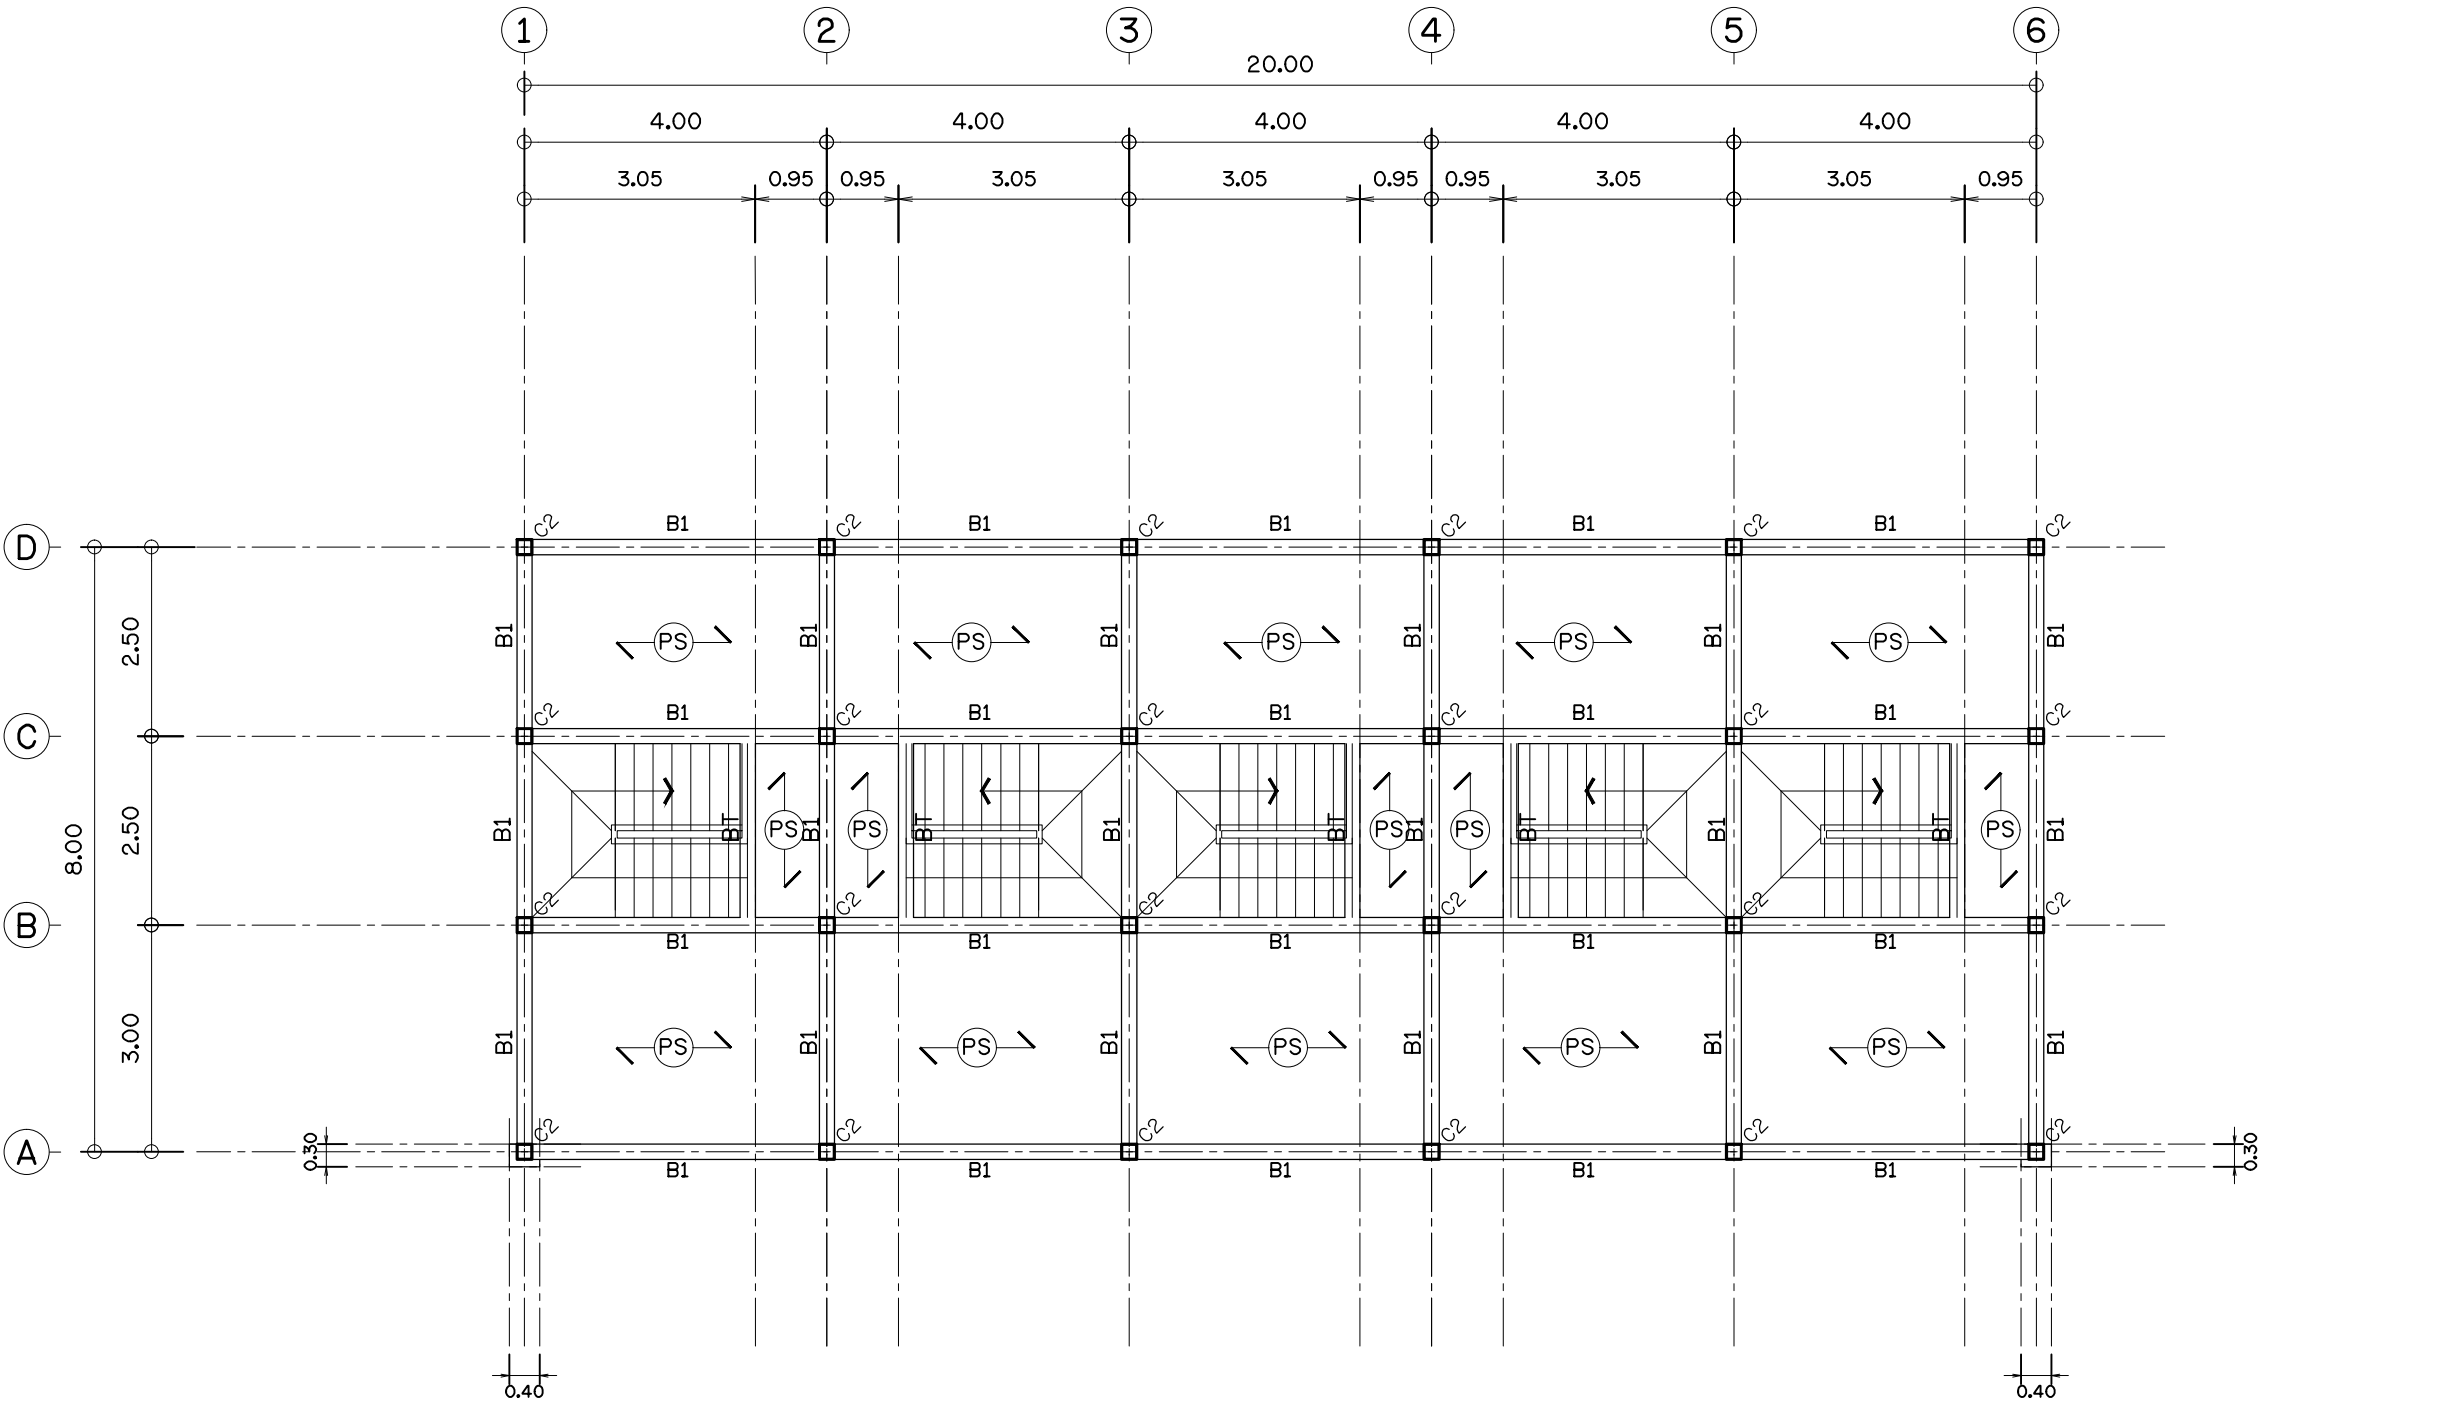 1 2 3 4 5 6
20.00
4.00 4.00 4.00 4.00 4.00
3.05 0.95 0.95 3.05 3.05 0.95 0.95 3.05 3.05 0.95
C2 B1 C2 B1 C2 B1 C2 B1 C2 B1 C2
D
2.50 B1 PS B1 PS B1 PS B1 PS B1 PS B1
C2 B1 C2 B1 C2 B1 C2 B1 C2 B1 C2
C
8.00 2.50 B1 BT PS B1 PS BT B1 BT PS B1 PS BT B1 BT PS B1
C2 C2 C2 C2 C2 C2
B
B1 B1 B1 B1 B1
3.00 B1 PS B1 PS B1 PS B1 PS B1 PS B1
C2 C2 C2 C2 C2 C2
A 0.30 0.30
B1 B1 B1 B1 B1
0.40 0.40